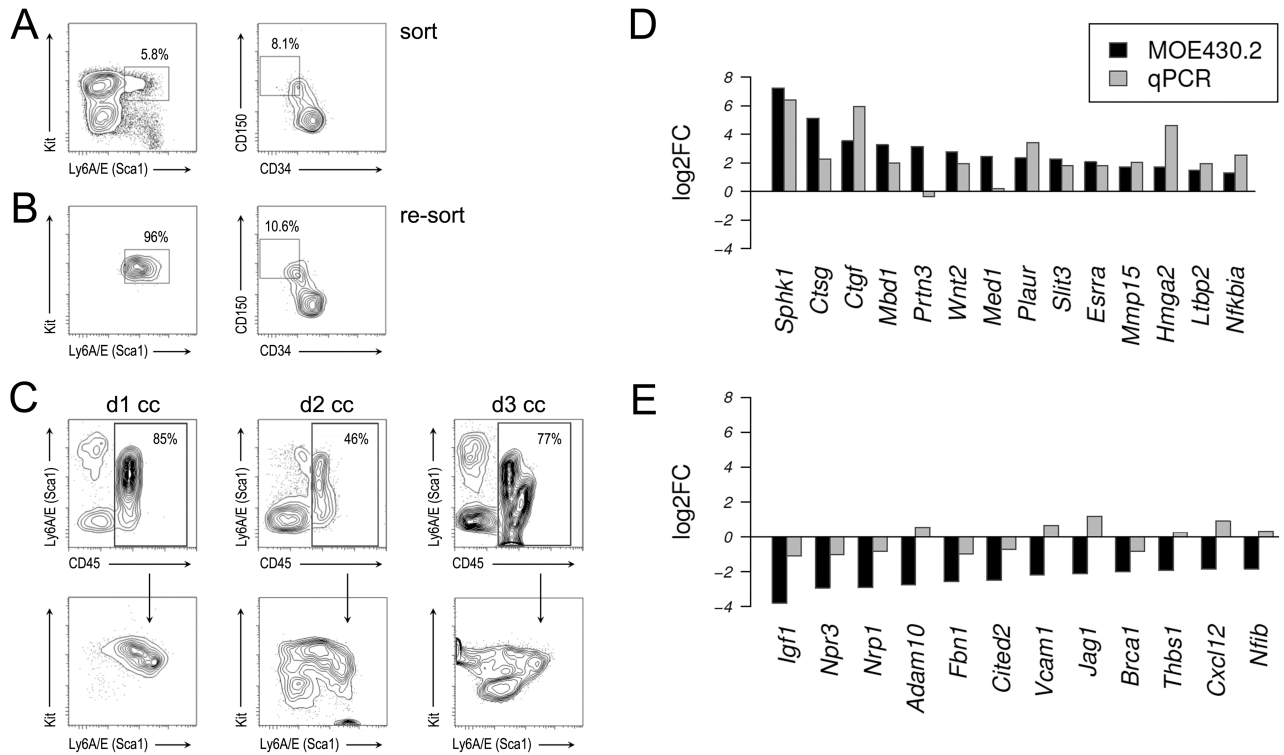 A
sort
5.8%
8.1%
Kit
CD150
Ly6A/E (Sca1)
CD34
B
re-sort
96%
10.6%
Kit
CD150
Ly6A/E (Sca1)
CD34
C
d1 cc
d2 cc
d3 cc
85%
46%
77%
Ly6A/E (Sca1)
Ly6A/E (Sca1)
Ly6A/E (Sca1)
CD45
CD45
CD45
Kit
Kit
Kit
Ly6A/E (Sca1)
Ly6A/E (Sca1)
Ly6A/E (Sca1)
D
MOE430.2
qPCR
log2FC
8
6
4
2
0
−2
−4
Sphk1
Ctsg
Ctgf
Mbd1
Prtn3
Wnt2
Med1
Plaur
Slit3
Esrra
Mmp15
Hmga2
Ltbp2
Nfkbia
E
log2FC
8
6
4
2
0
−2
−4
Igf1
Npr3
Nrp1
Adam10
Fbn1
Cited2
Vcam1
Jag1
Brca1
Thbs1
Cxcl12
Nfib